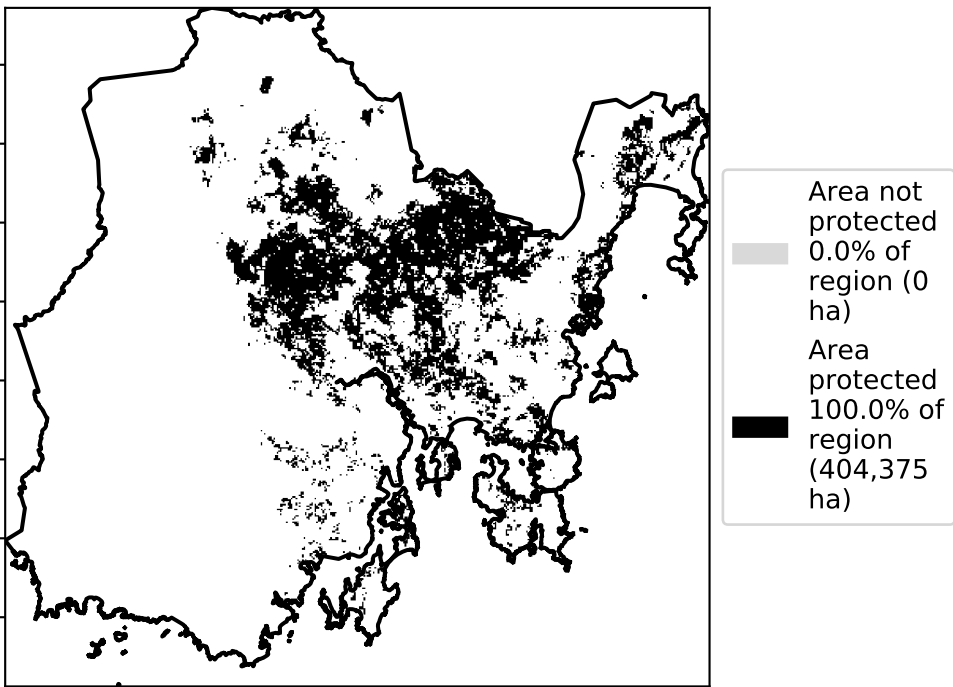 Area not
protected
0.0% of
region (0
ha)
Area
protected
100.0% of
region
(404,375
ha)